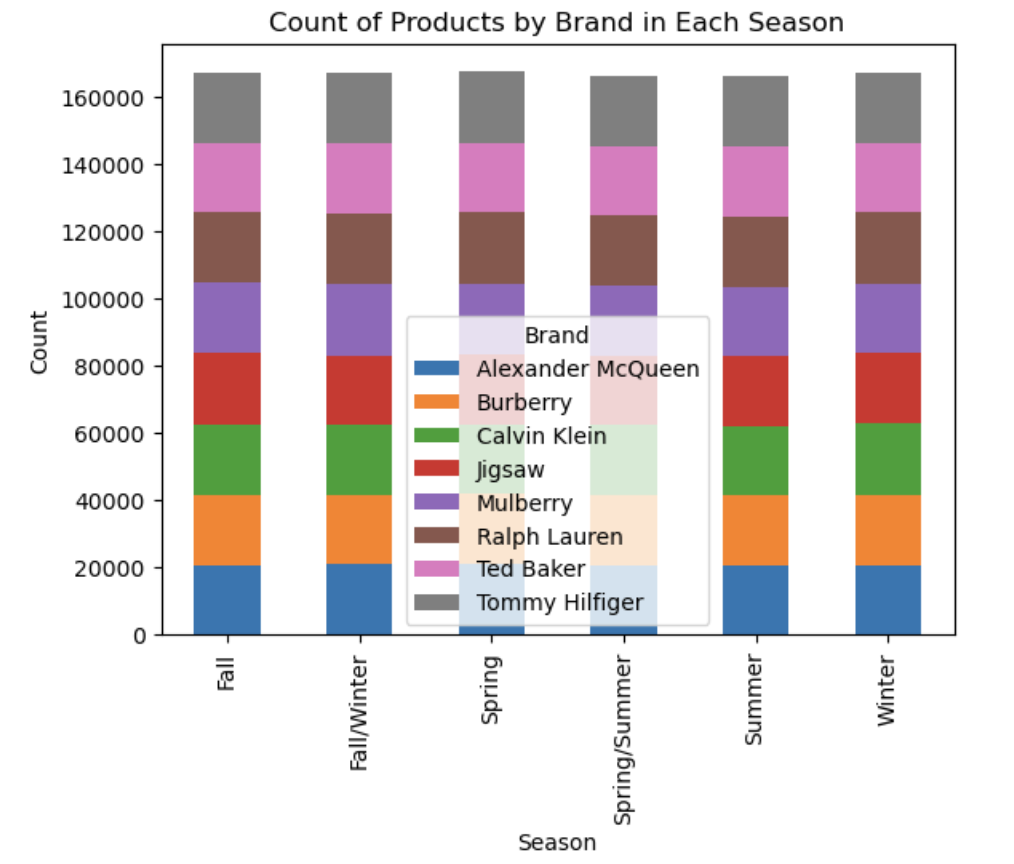 Count of Products by Brand in Each Season
Count
160000
140000
120000
100000
80000
60000
40000
20000
0
Brand
Alexander McQueen
Burberry
Calvin Klein
Jigsaw
Mulberry
Ralph Lauren
Ted Baker
Tommy Hilfiger
Fall
Fall/Winter
Spring
Spring/Summer
Summer
Winter
Season